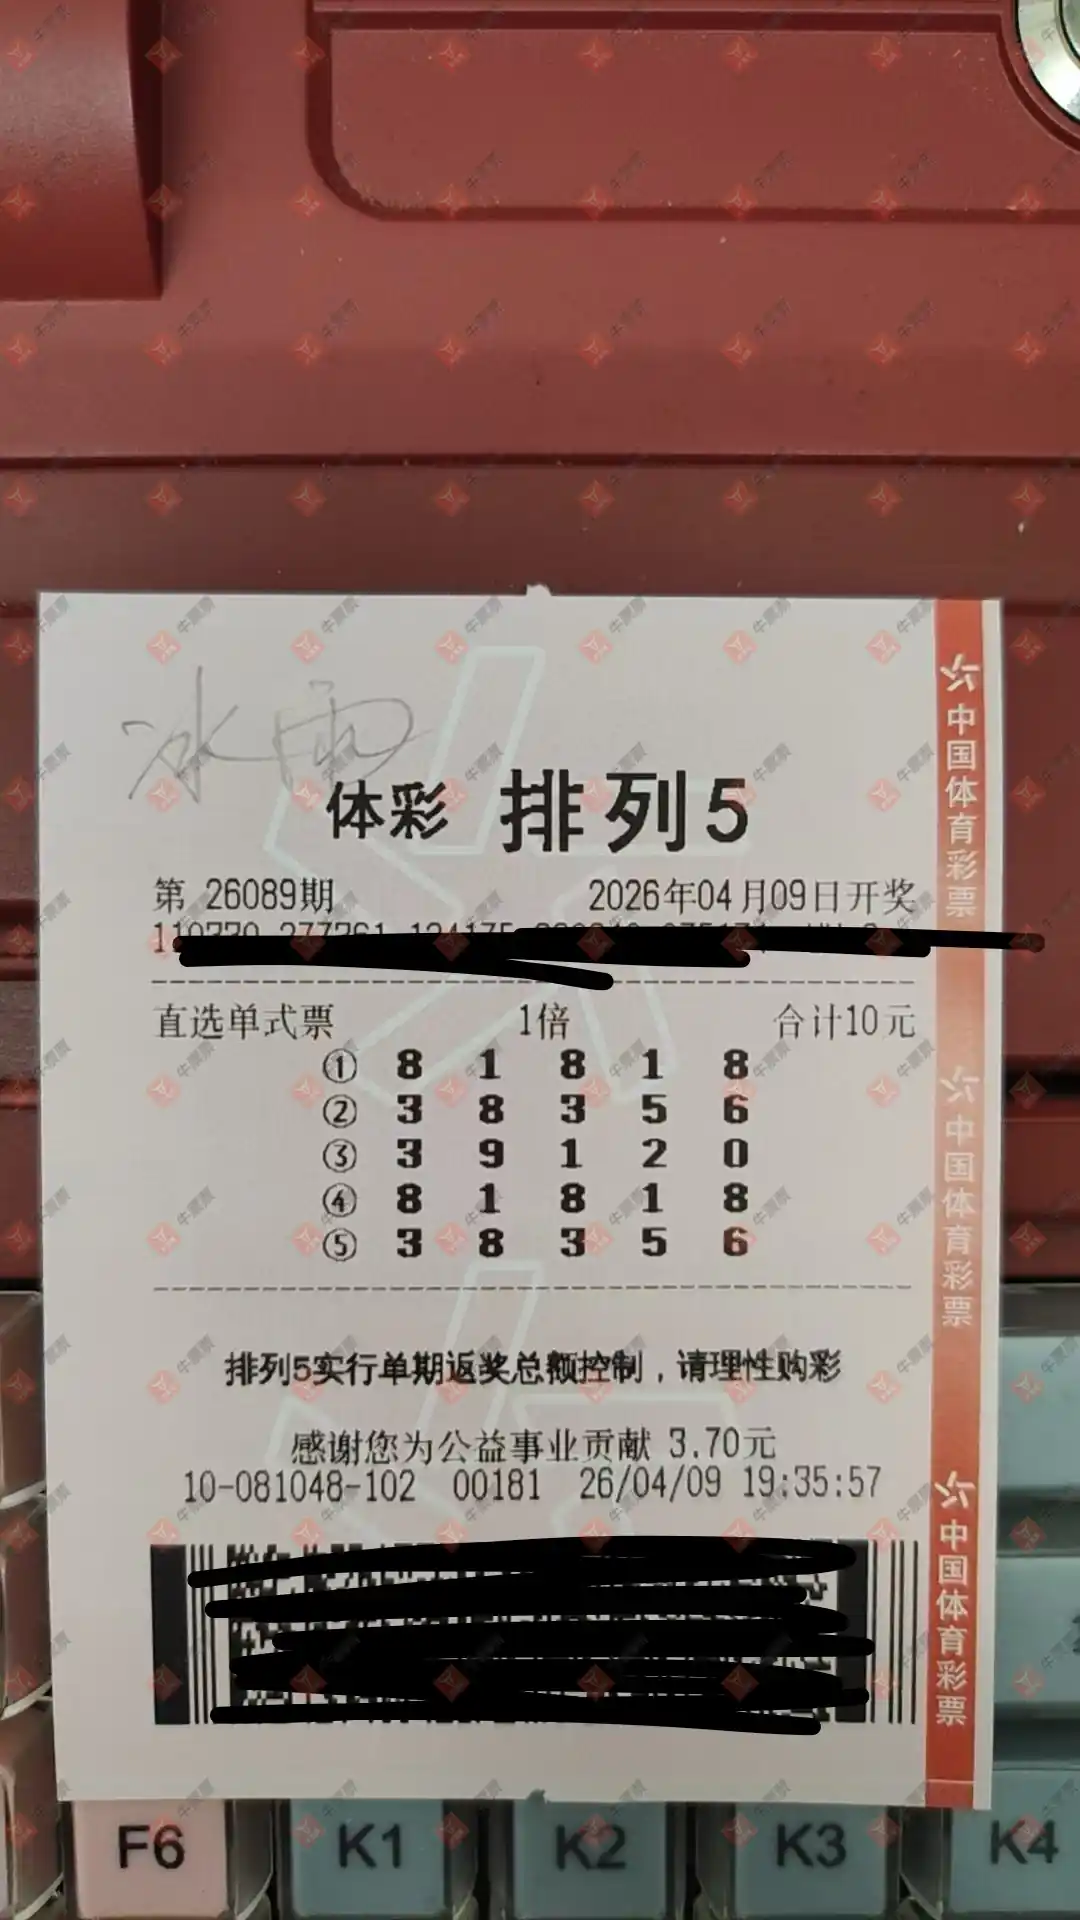 冰雨
体彩 排列5
第 26089期 2026年04月09日开奖
直选单式票 1倍 合计10元
① 8 1 8 1 8
② 3 8 3 5 6
③ 3 9 1 2 0
④ 8 1 8 1 8
⑤ 3 8 3 5 6
排列5实行单期返奖总额控制，请理性购彩
感谢您为公益事业贡献 3.70元
10-081048-102 00181 26/04/09 19:35:57
中国体育彩票
中国体育彩票
中国体育彩票
F6 K1 K2 K3 K4